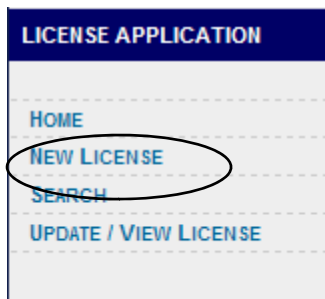 LICENSE APPLICATION
HOME
NEW LICENSE
SEARCH
UPDATE / VIEW LICENSE